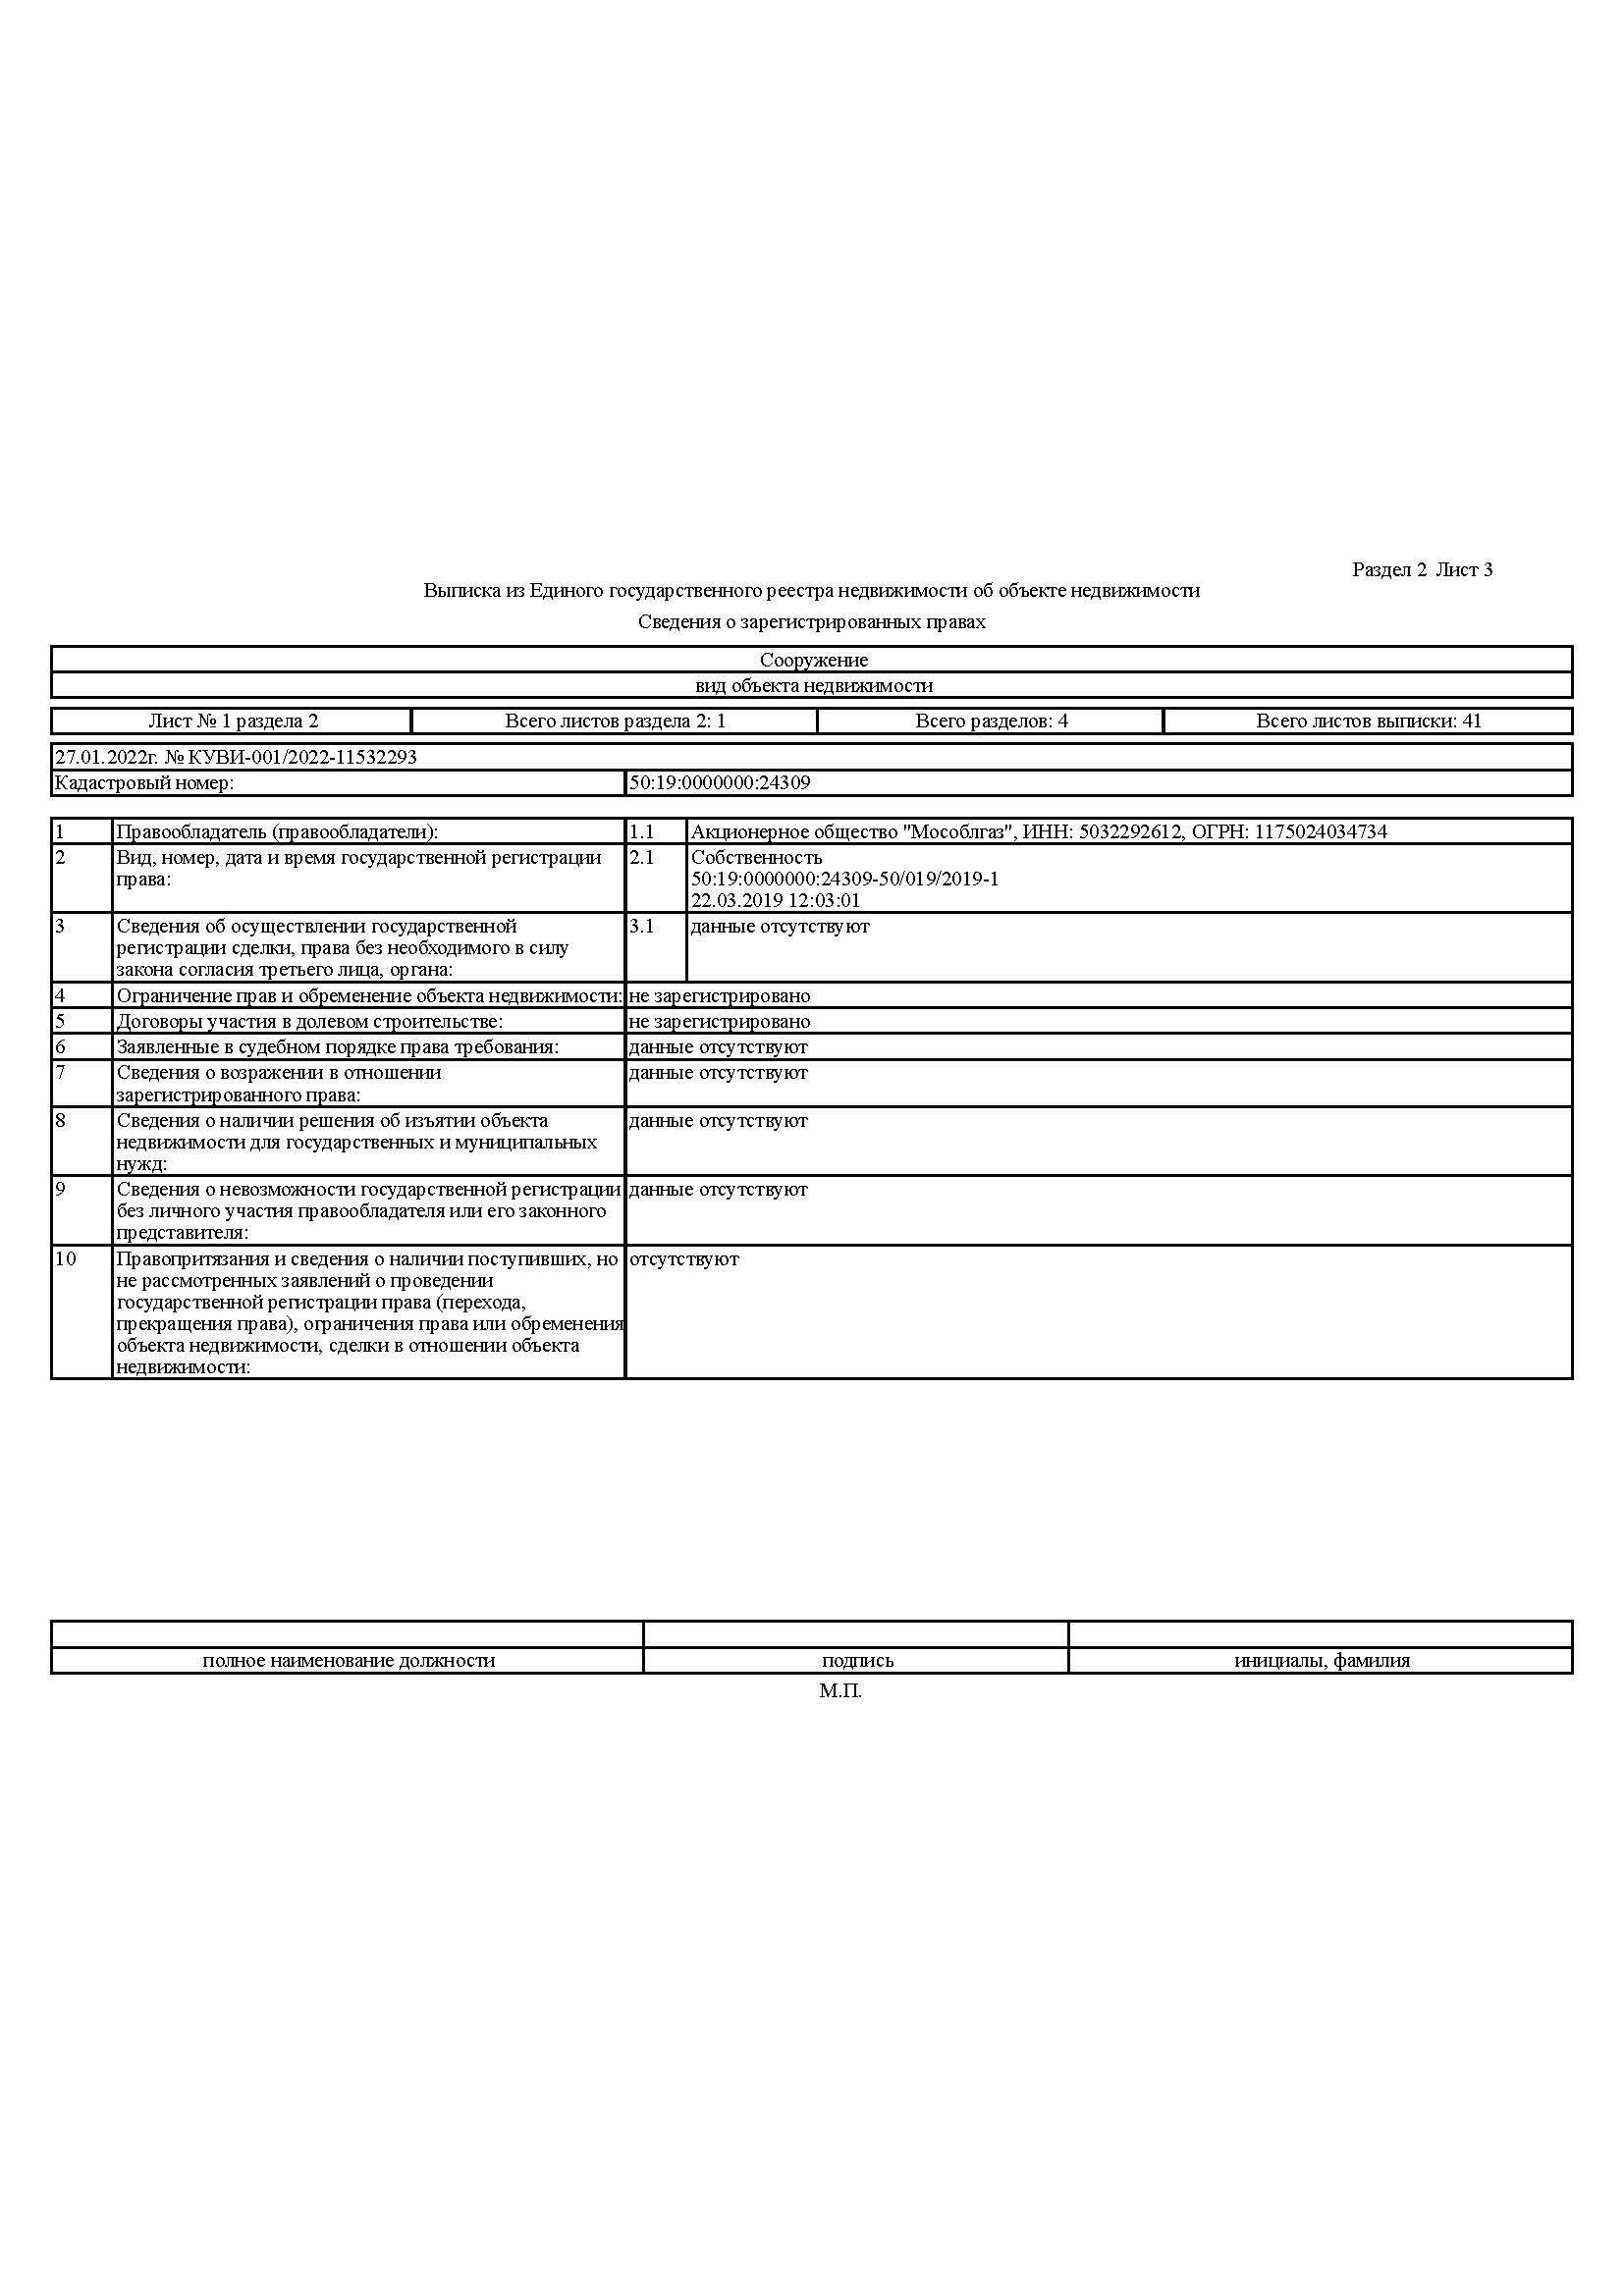 Раздел 2 Лист 3
Выписка из Единого государственного реестра недвижимости об объекте недвижимости
Сведения о зарегистрированных правах
Сооружение
вид объекта недвижимости
Лист № 1 раздела 2 Всего листов раздела 2: 1 Всего разделов: 4 Всего листов выписки: 41
27.01.2022г. № КУВИ-001/2022-11532293
Кадастровый номер: 50:19:0000000:24309
1 Правообладатель (правообладатели): 1.1 Акционерное общество "Мособлгаз", ИНН: 5032292612, ОГРН: 1175024034734
2 Вид, номер, дата и время государственной регистрации 2.1 Собственность
права: 50:19:0000000:24309-50/019/2019-1
22.03.2019 12:03:01
3 Сведения об осуществлении государственной 3.1 данные отсутствуют
регистрации сделки, права без необходимого в силу
закона согласия третьего лица, органа:
4 Ограничение прав и обременение объекта недвижимости: не зарегистрировано
5 Договоры участия в долевом строительстве: не зарегистрировано
6 Заявленные в судебном порядке права требования: данные отсутствуют
7 Сведения о возражении в отношении данные отсутствуют
зарегистрированного права:
8 Сведения о наличии решения об изъятии объекта данные отсутствуют
недвижимости для государственных и муниципальных
нужд:
9 Сведения о невозможности государственной регистрации данные отсутствуют
без личного участия правообладателя или его законного
представителя:
10 Правопритязания и сведения о наличии поступивших, но отсутствуют
не рассмотренных заявлений о проведении
государственной регистрации права (перехода,
прекращения права), ограничения права или обременения
объекта недвижимости, сделки в отношении объекта
недвижимости:
полное наименование должности подпись инициалы, фамилия
М.П.